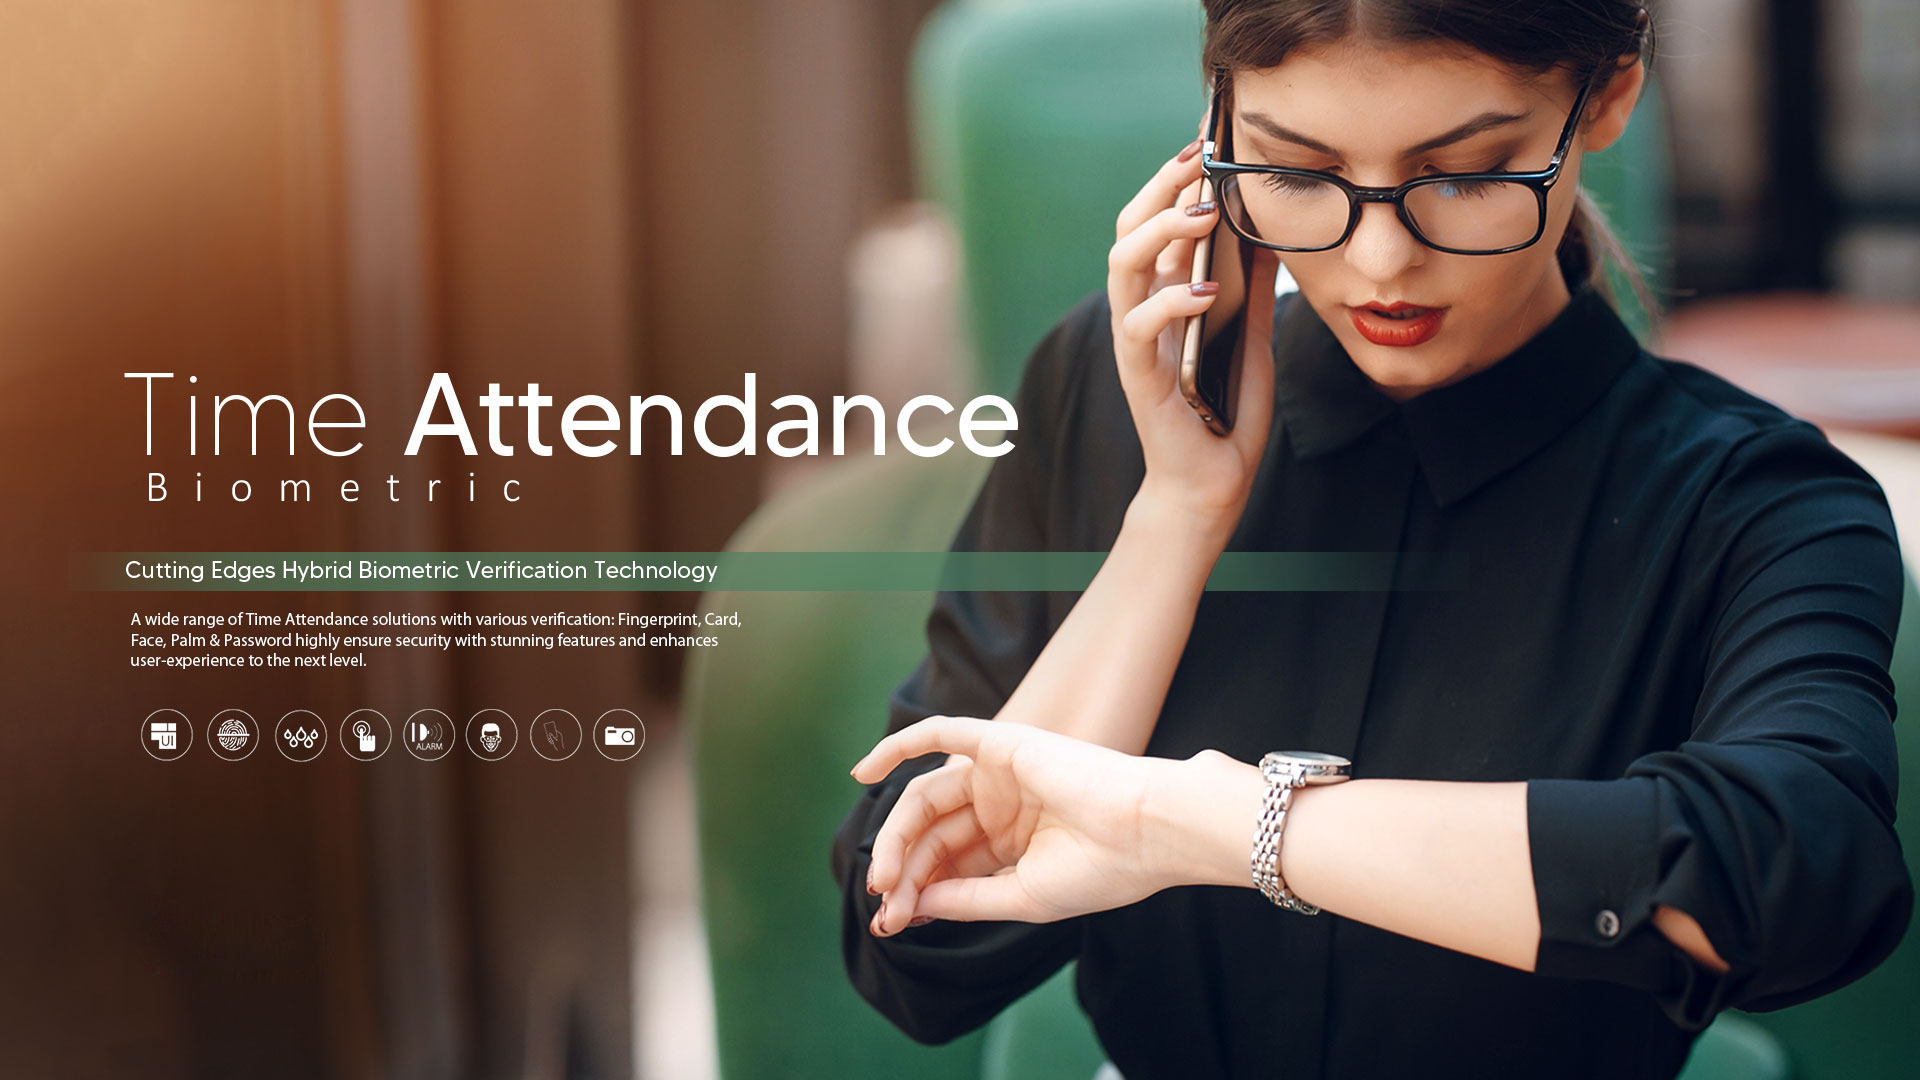 Time Attendance
Biometric
Cutting Edges Hybrid Biometric Verification Technology
A wide range of Time Attendance solutions with various verification: Fingerprint, Card,
Face, Palm & Password highly ensure security with stunning features and enhances
user-experience to the next level.
UI
ALARM